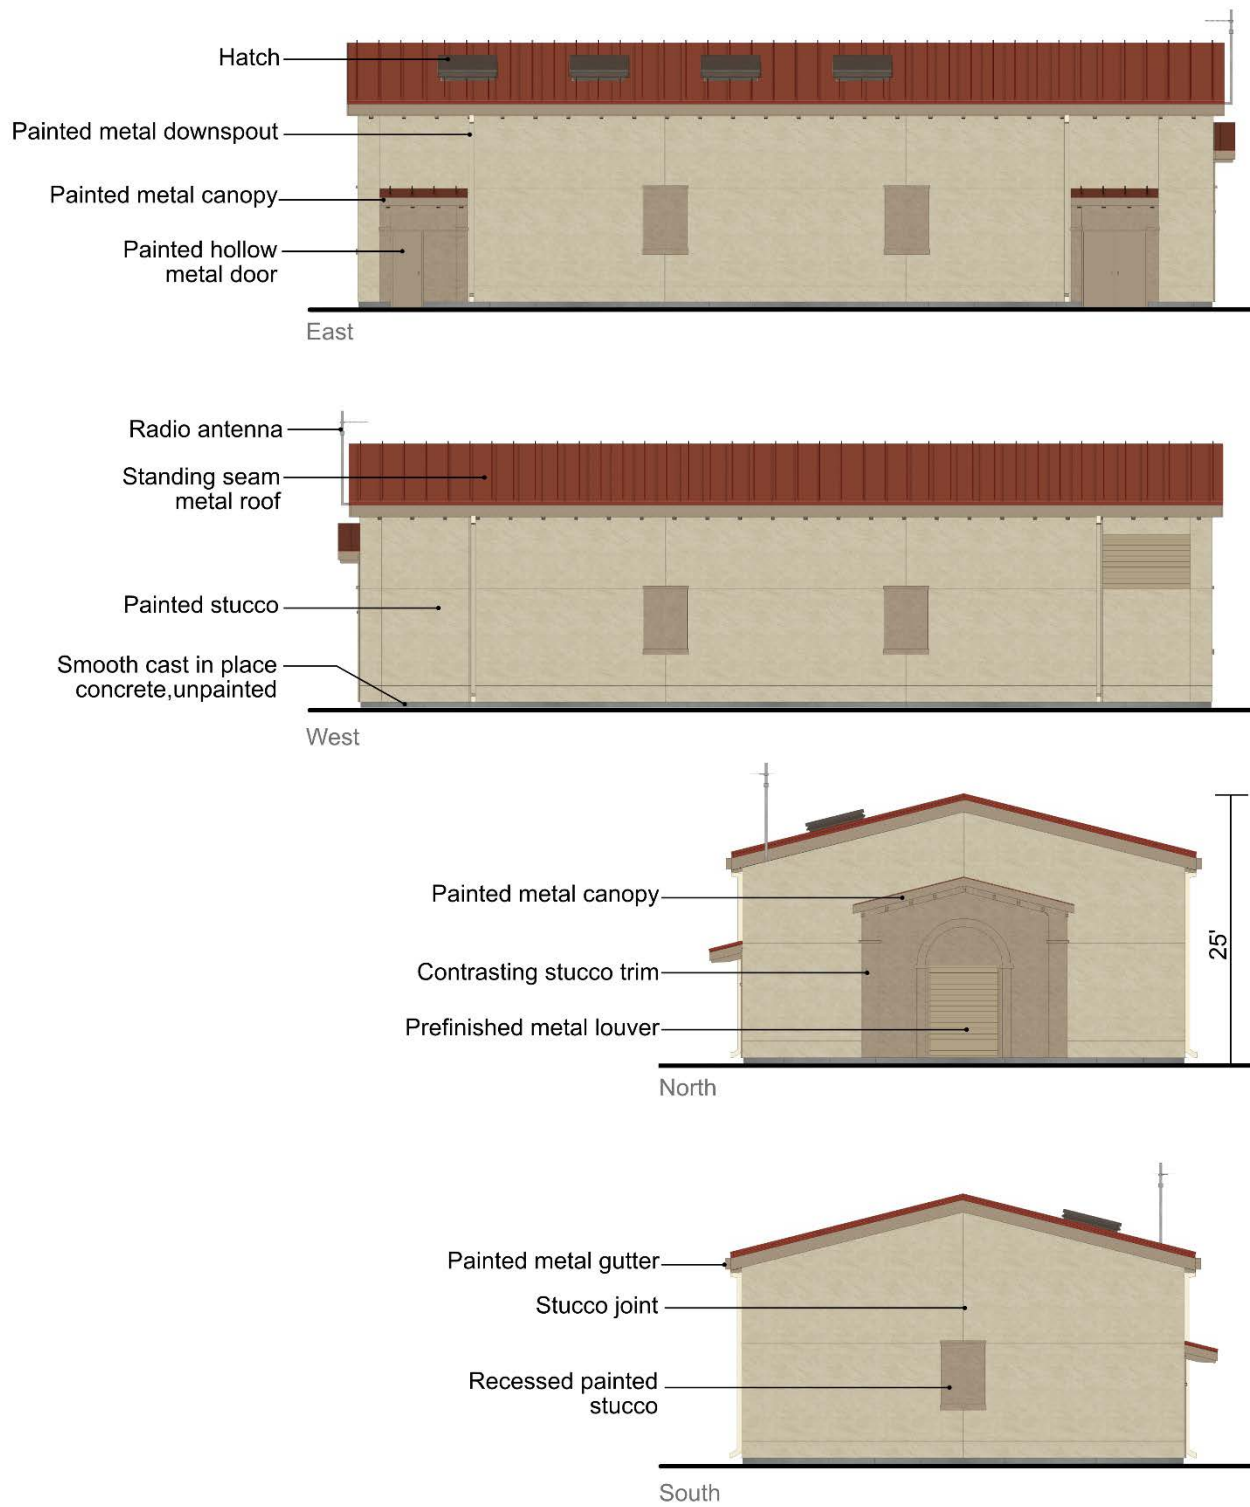 Hatch
Painted metal downspout
Painted metal canopy
Painted hollow
metal door
East
Radio antenna
Standing seam
metal roof
Painted stucco
Smooth cast in place
concrete,unpainted
West
Painted metal canopy
Contrasting stucco trim
Prefinished metal louver
25'
North
Painted metal gutter
Stucco joint
Recessed painted
stucco
South